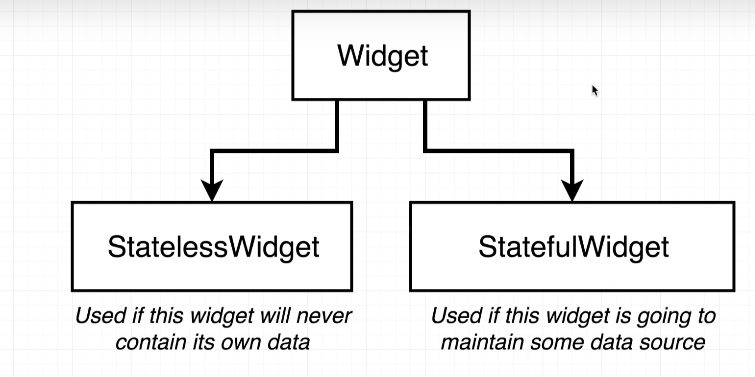 Widget
StatelessWidget
StatefulWidget
Used if this widget will never
contain its own data
Used if this widget is going to
maintain some data source